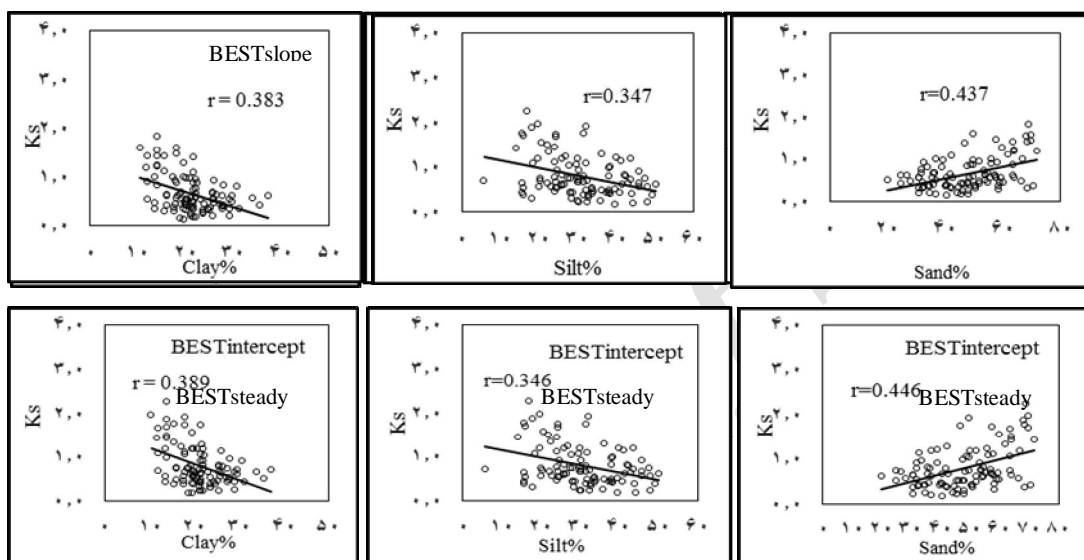 BESTslope
r = 0.383
Ks
۴,۰
۳,۰
۲,۰
۱,۰
۰,۰
۰ ۱۰ ۲۰ ۳۰ ۴۰ ۵۰
Clay%
r=0.347
Ks
۴,۰
۳,۰
۲,۰
۱,۰
۰,۰
۰ ۱۰ ۲۰ ۳۰ ۴۰ ۵۰ ۶۰
Silt%
r=0.437
Ks
۴,۰
۳,۰
۲,۰
۱,۰
۰,۰
۰ ۲۰ ۴۰ ۶۰ ۸۰
Sand%
BESTintercept
r = 0.389
BESTsteady
Ks
۴,۰
۳,۰
۲,۰
۱,۰
۰,۰
۰ ۱۰ ۲۰ ۳۰ ۴۰ ۵۰
Clay%
BESTintercept
r=0.346
BESTsteady
Ks
۴,۰
۳,۰
۲,۰
۱,۰
۰,۰
۰ ۱۰ ۲۰ ۳۰ ۴۰ ۵۰ ۶۰
Silt%
BESTintercept
r=0.446
BESTsteady
Ks
۴,۰
۳,۰
۲,۰
۱,۰
۰,۰
۰ ۱۰ ۲۰ ۳۰ ۴۰ ۵۰ ۶۰ ۷۰ ۸۰
Sand%